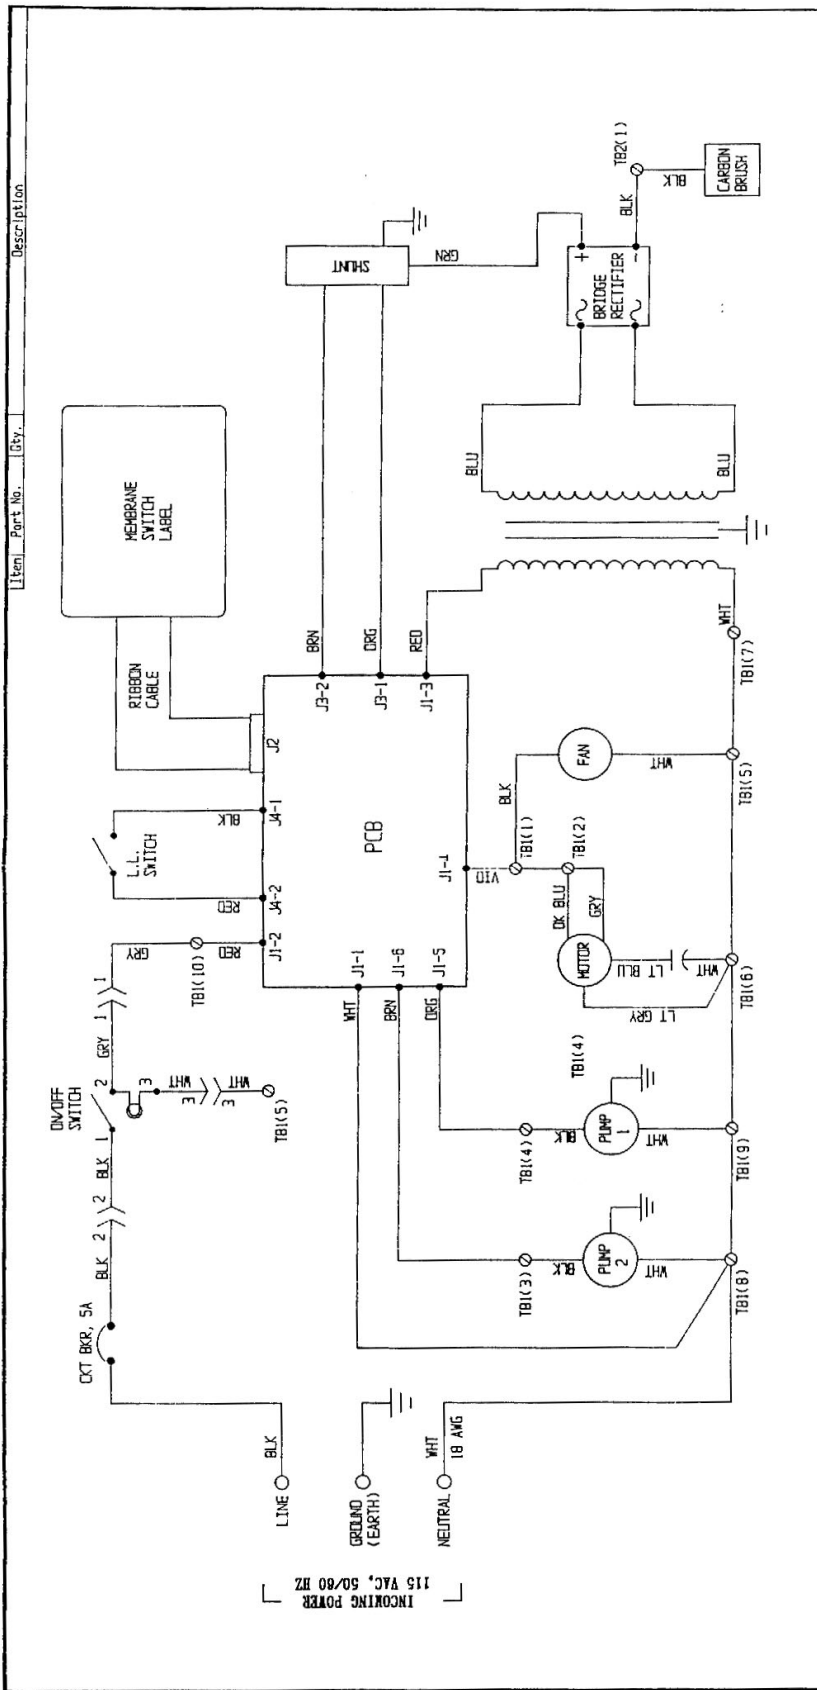 Item
Part No.
Qty.
Description
INCOMING POWER
115 VAC, 50/60 HZ
LINE
BLK
GROUND
(EARTH)
NEUTRAL
WHT
18 AWG
CKT BKR, 5A
BLK
2
2
BLK
1
ON/OFF
SWITCH
2
GRY
1
1
GRY
3
WHT
3
3
WHT
TB1(5)
TB1(10)
RED
J1-2
RED
J4-2
L.L.
SWITCH
BLK
J4-1
RIBBON
CABLE
J2
MEMBRANE
SWITCH
LABEL
PCB
J1-1
WHT
J1-6
BRN
J1-5
ORG
J1-4
VIO
J3-2
BRN
J3-1
ORG
J1-3
RED
SHUNT
GRN
BLU
BLU
+
-
BRIDGE
RECTIFIER
BLK
TB2(1)
BLK
CARBON
BRUSH
TB1(3)
BLK
PUMP
2
WHT
TB1(8)
TB1(4)
BLK
PUMP
1
WHT
TB1(9)
TB1(4)
TB1(1)
TB1(2)
DK BLU
GRY
MOTOR
LT BLU
WHT
LT GRY
TB1(6)
BLK
FAN
WHT
TB1(5)
WHT
TB1(7)